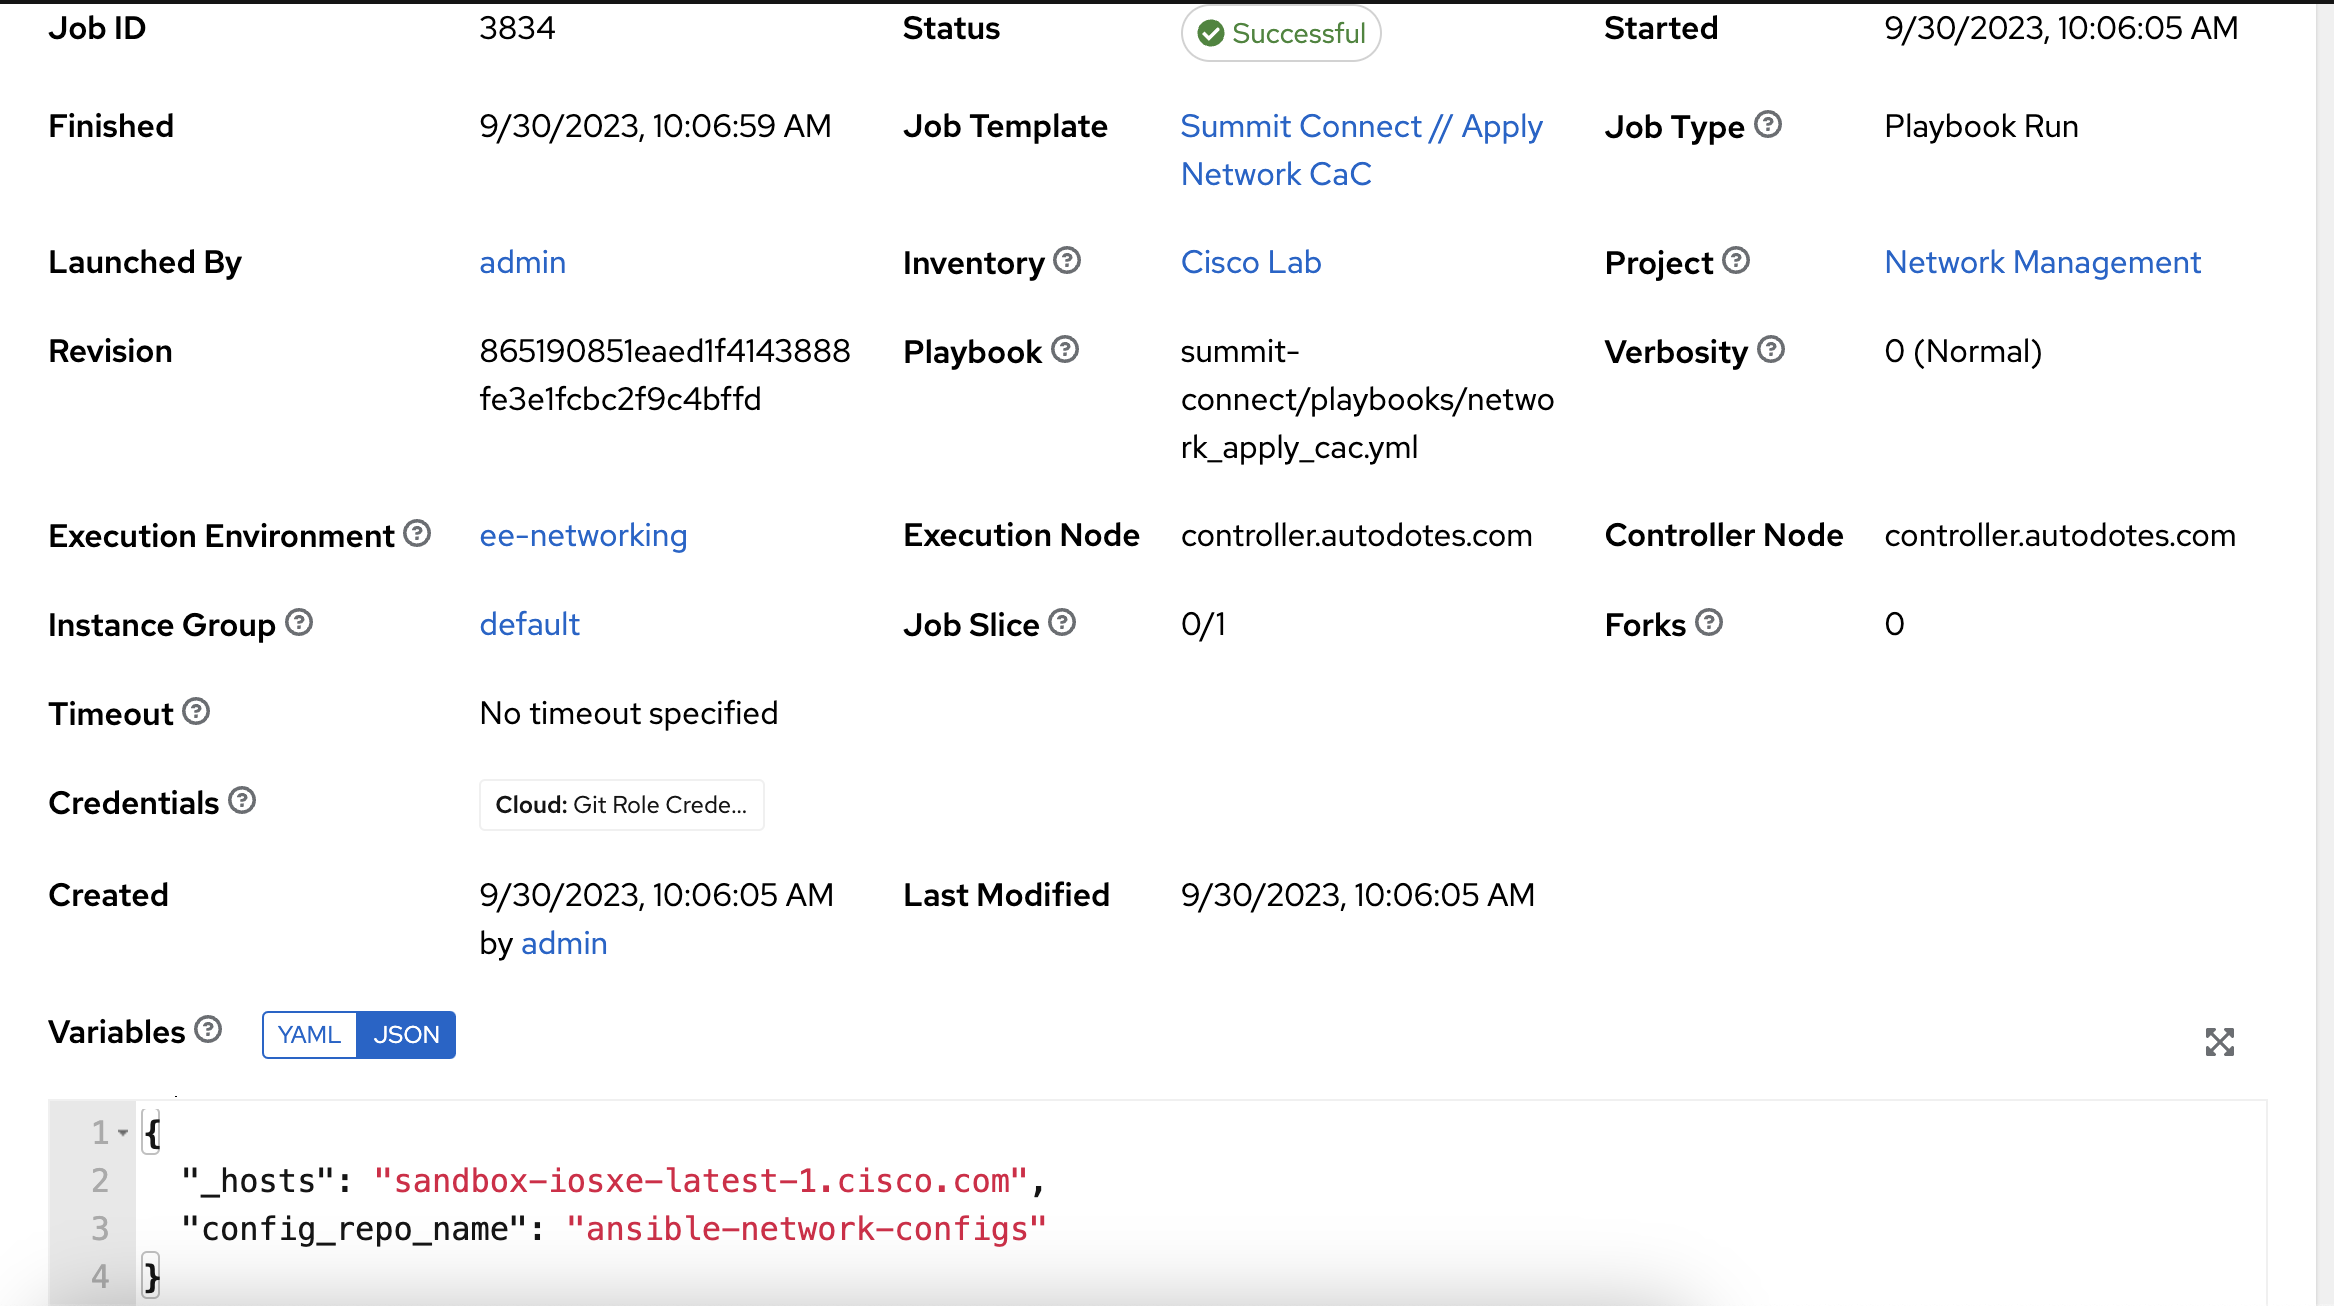 Job ID 3834 Status Successful Started 9/30/2023, 10:06:05 AM
Finished 9/30/2023, 10:06:59 AM Job Template Summit Connect // Apply Job Type Playbook Run
Network CaC
Launched By admin Inventory Cisco Lab Project Network Management
Revision 865190851eaed1f4143888 Playbook summit- Verbosity 0 (Normal)
fe3e1fcbc2f9c4bffd connect/playbooks/netwo
rk_apply_cac.yml
Execution Environment ee-networking Execution Node controller.autodotes.com Controller Node controller.autodotes.com
Instance Group default Job Slice 0/1 Forks 0
Timeout No timeout specified
Credentials Cloud: Git Role Crede...
Created 9/30/2023, 10:06:05 AM Last Modified 9/30/2023, 10:06:05 AM
by admin
Variables YAML JSON
1 {
2 "_hosts": "sandbox-iosxe-latest-1.cisco.com",
3 "config_repo_name": "ansible-network-configs"
4 }